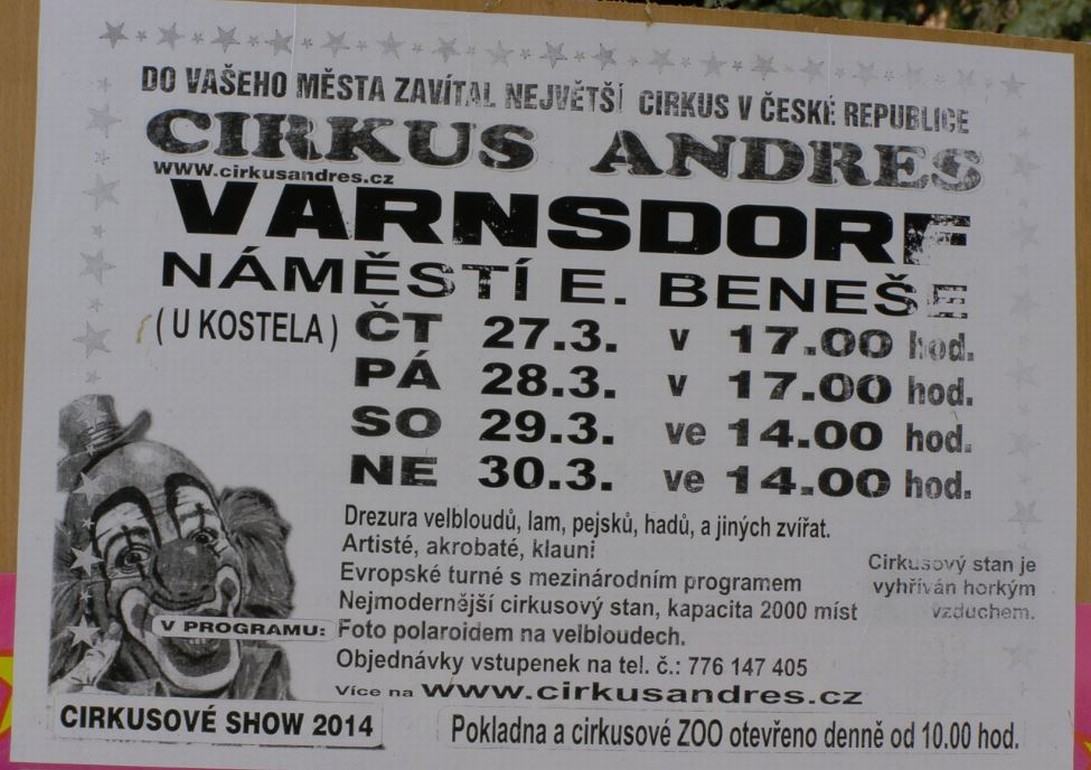 DO VAŠEHO MĚSTA ZAVÍTAL NEJVĚTŠÍ CIRKUS V ČESKÉ REPUBLICE
CIRKUS ANDRES
www.cirkusandres.cz
VARNSDORF
NÁMĚSTÍ E. BENEŠE
( U KOSTELA ) ČT 27.3. v 17.00 hod.
PÁ 28.3. v 17.00 hod.
SO 29.3. ve 14.00 hod.
NE 30.3. ve 14.00 hod.
Drezura velbloudů, lam, pejsků, hadů, a jiných zvířat.
Artisté, akrobaté, klauni
Evropské turné s mezinárodním programem
Nejmodernější cirkusový stan, kapacita 2000 míst
V PROGRAMU: Foto polaroidem na velbloudech.
Objednávky vstupenek na tel. č.: 776 147 405
Více na www.cirkusandres.cz
Cirkusový stan je
vyhříván horkým
vzduchem.
CIRKUSOVÉ SHOW 2014
Pokladna a cirkusové ZOO otevřeno denně od 10.00 hod.